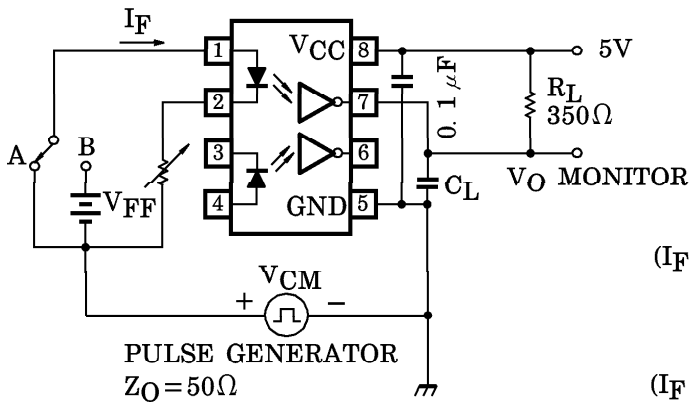 IF
1
VCC
8
5V
2
7
0.1μF
RL
350Ω
A
B
3
6
VFF
4
GND
5
CL
VO MONITOR
(IF
VCM
+
−
PULSE GENERATOR
ZO=50Ω
(IF